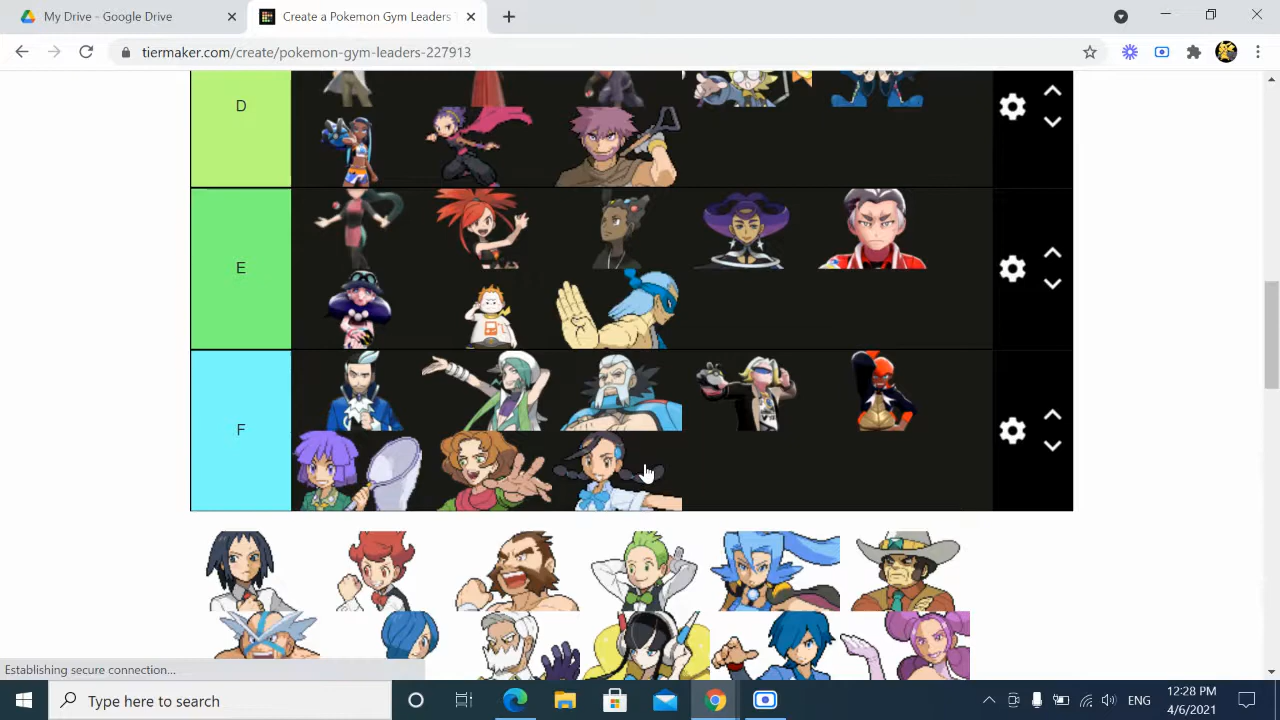 My Drive - Google Drive
Create a Pokemon Gym Leaders
tiermaker.com/create/pokemon-gym-leaders-227913
D
E
F
Establishing secure connection...
Type here to search
ENG
12:28 PM
4/6/2021